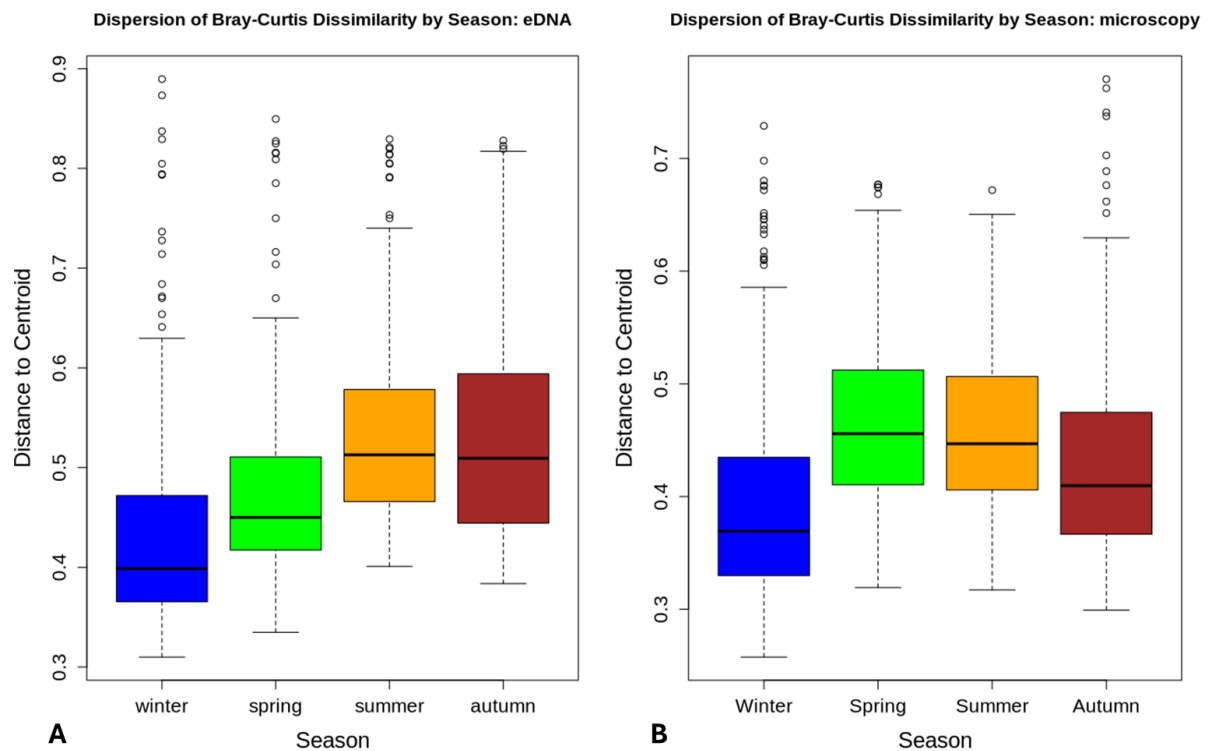 Dispersion of Bray-Curtis Dissimilarity by Season: eDNA
Distance to Centroid
0.9
0.8
0.7
0.6
0.5
0.4
0.3
winter spring summer autumn
A
Season
Dispersion of Bray-Curtis Dissimilarity by Season: microscopy
Distance to Centroid
0.7
0.6
0.5
0.4
0.3
Winter Spring Summer Autumn
B
Season